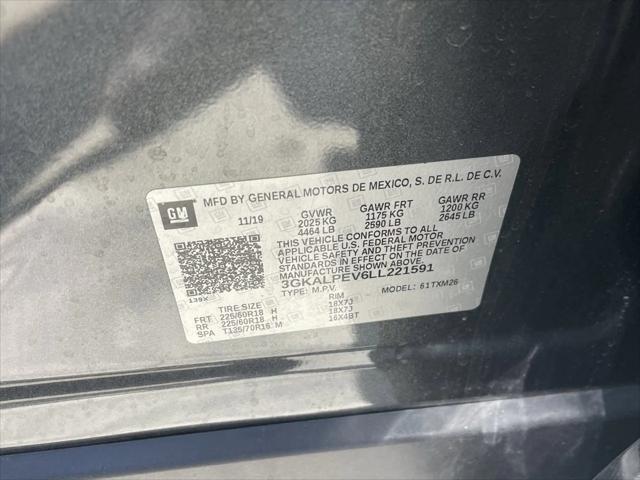 MFD BY GENERAL MOTORS DE MEXICO, S. DE R.L. DE C.V.
GM
11/19
GVWR GAWR FRT GAWR RR
2025 KG 1175 KG 1200 KG
4464 LB 2590 LB 2645 LB
THIS VEHICLE CONFORMS TO ALL
APPLICABLE U.S. FEDERAL MOTOR
VEHICLE SAFETY AND THEFT
PREVENTION STANDARDS IN EFFECT
ON THE DATE OF
MANUFACTURE SHOWN ABOVE.
3GKALPEV6LL221591
TYPE: M.P.V. MODEL: 61TXM26
139X
TIRE SIZE RIM
FRT 225/60R18 H 18X7J
RR 225/60R18 H 18X7J
SPA T135/70R16 M 16X4BT